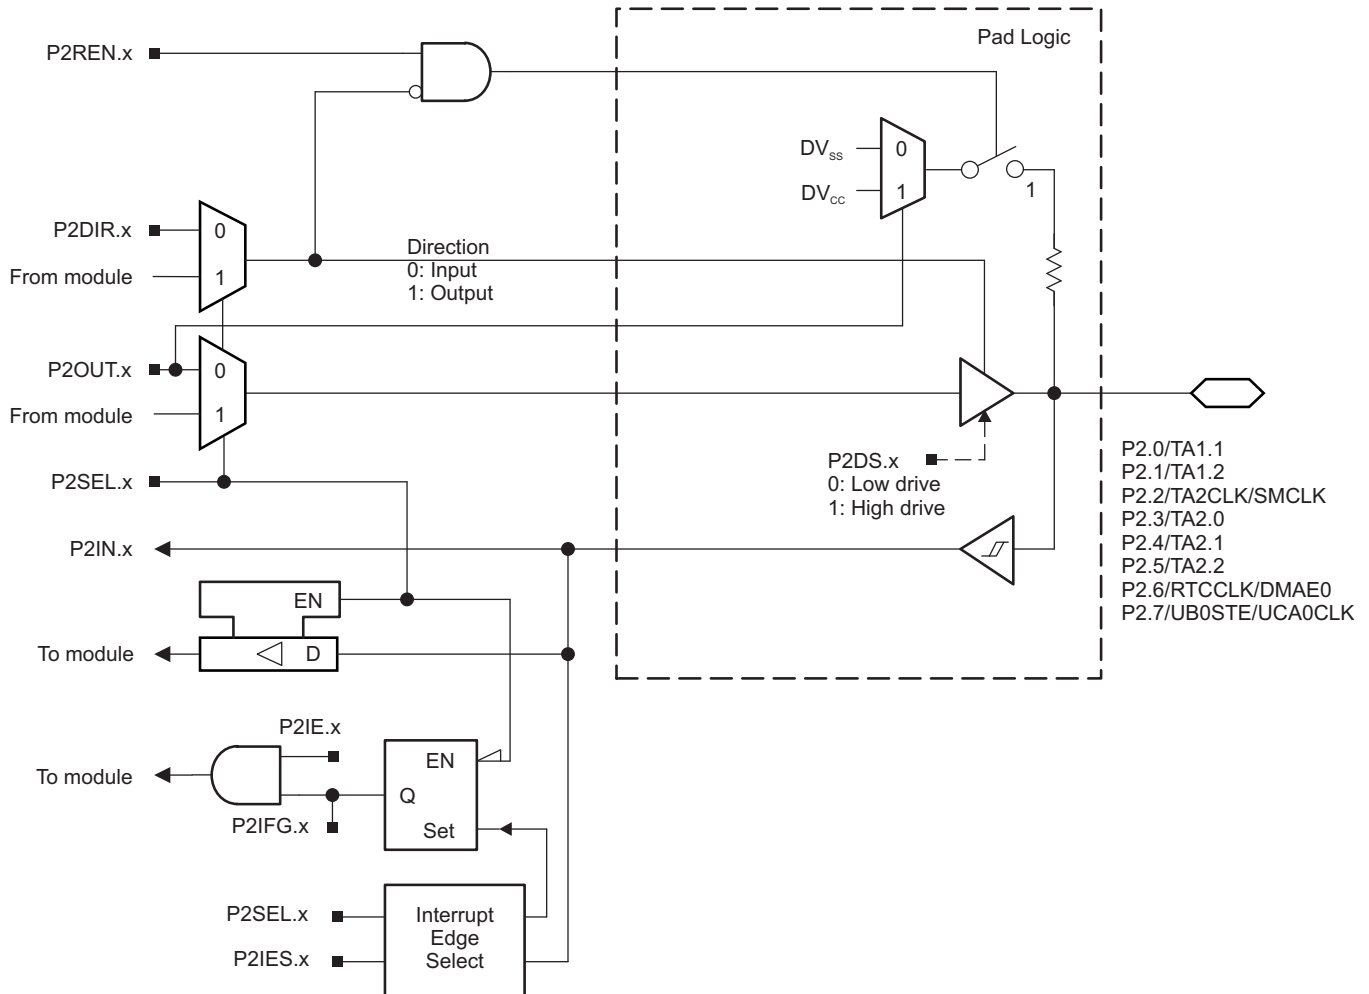 Pad Logic
P2REN.x
DVSS
0
DVCC
1
1
P2DIR.x
0
From module
1
Direction
0: Input
1: Output
P2OUT.x
0
From module
1
P2SEL.x
P2DS.x
0: Low drive
1: High drive
P2.0/TA1.1
P2.1/TA1.2
P2.2/TA2CLK/SMCLK
P2.3/TA2.0
P2.4/TA2.1
P2.5/TA2.2
P2.6/RTCCLK/DMAE0
P2.7/UB0STE/UCA0CLK
P2IN.x
EN
To module
D
P2IE.x
EN
To module
Q
P2IFG.x
Set
P2SEL.x
P2IES.x
Interrupt
Edge
Select